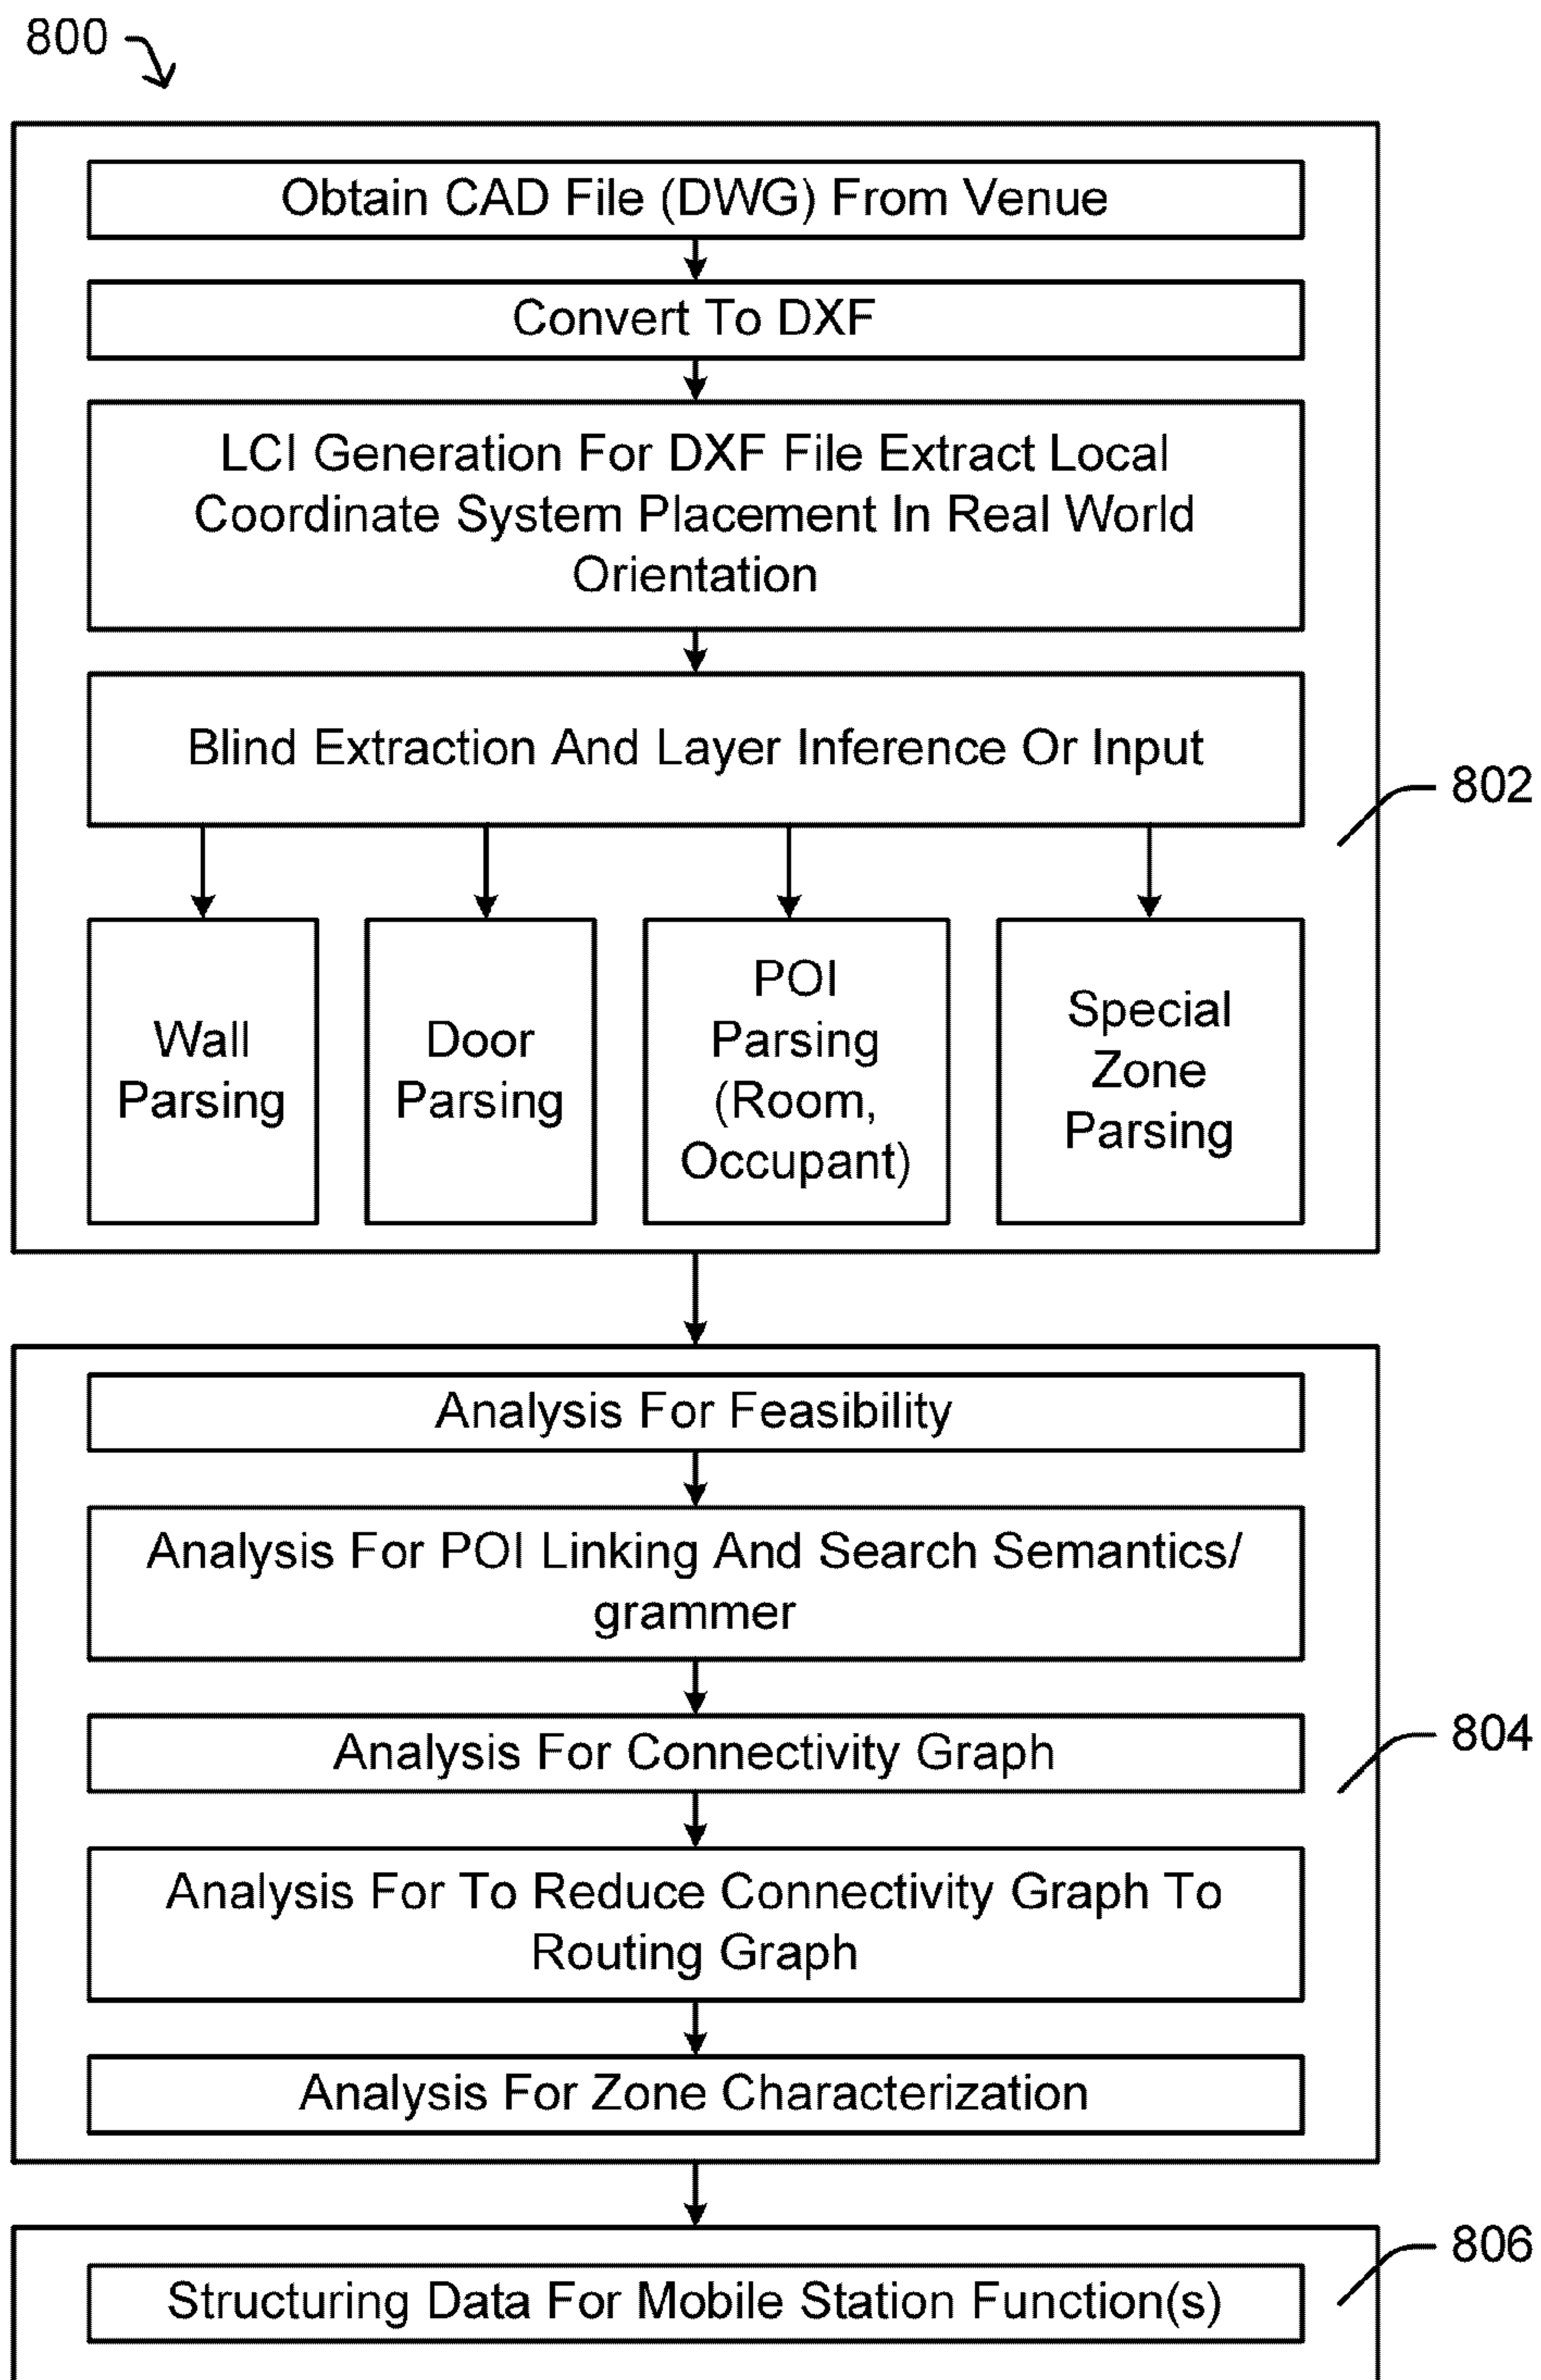 800
Obtain CAD File (DWG) From Venue
Convert To DXF
LCI Generation For DXF File Extract Local
Coordinate System Placement In Real World
Orientation
Blind Extraction And Layer Inference Or Input
802
Wall
Parsing
Door
Parsing
POI
Parsing
(Room,
Occupant)
Special
Zone
Parsing
Analysis For Feasibility
Analysis For POI Linking And Search Semantics/
grammer
Analysis For Connectivity Graph
804
Analysis For To Reduce Connectivity Graph To
Routing Graph
Analysis For Zone Characterization
806
Structuring Data For Mobile Station Function(s)